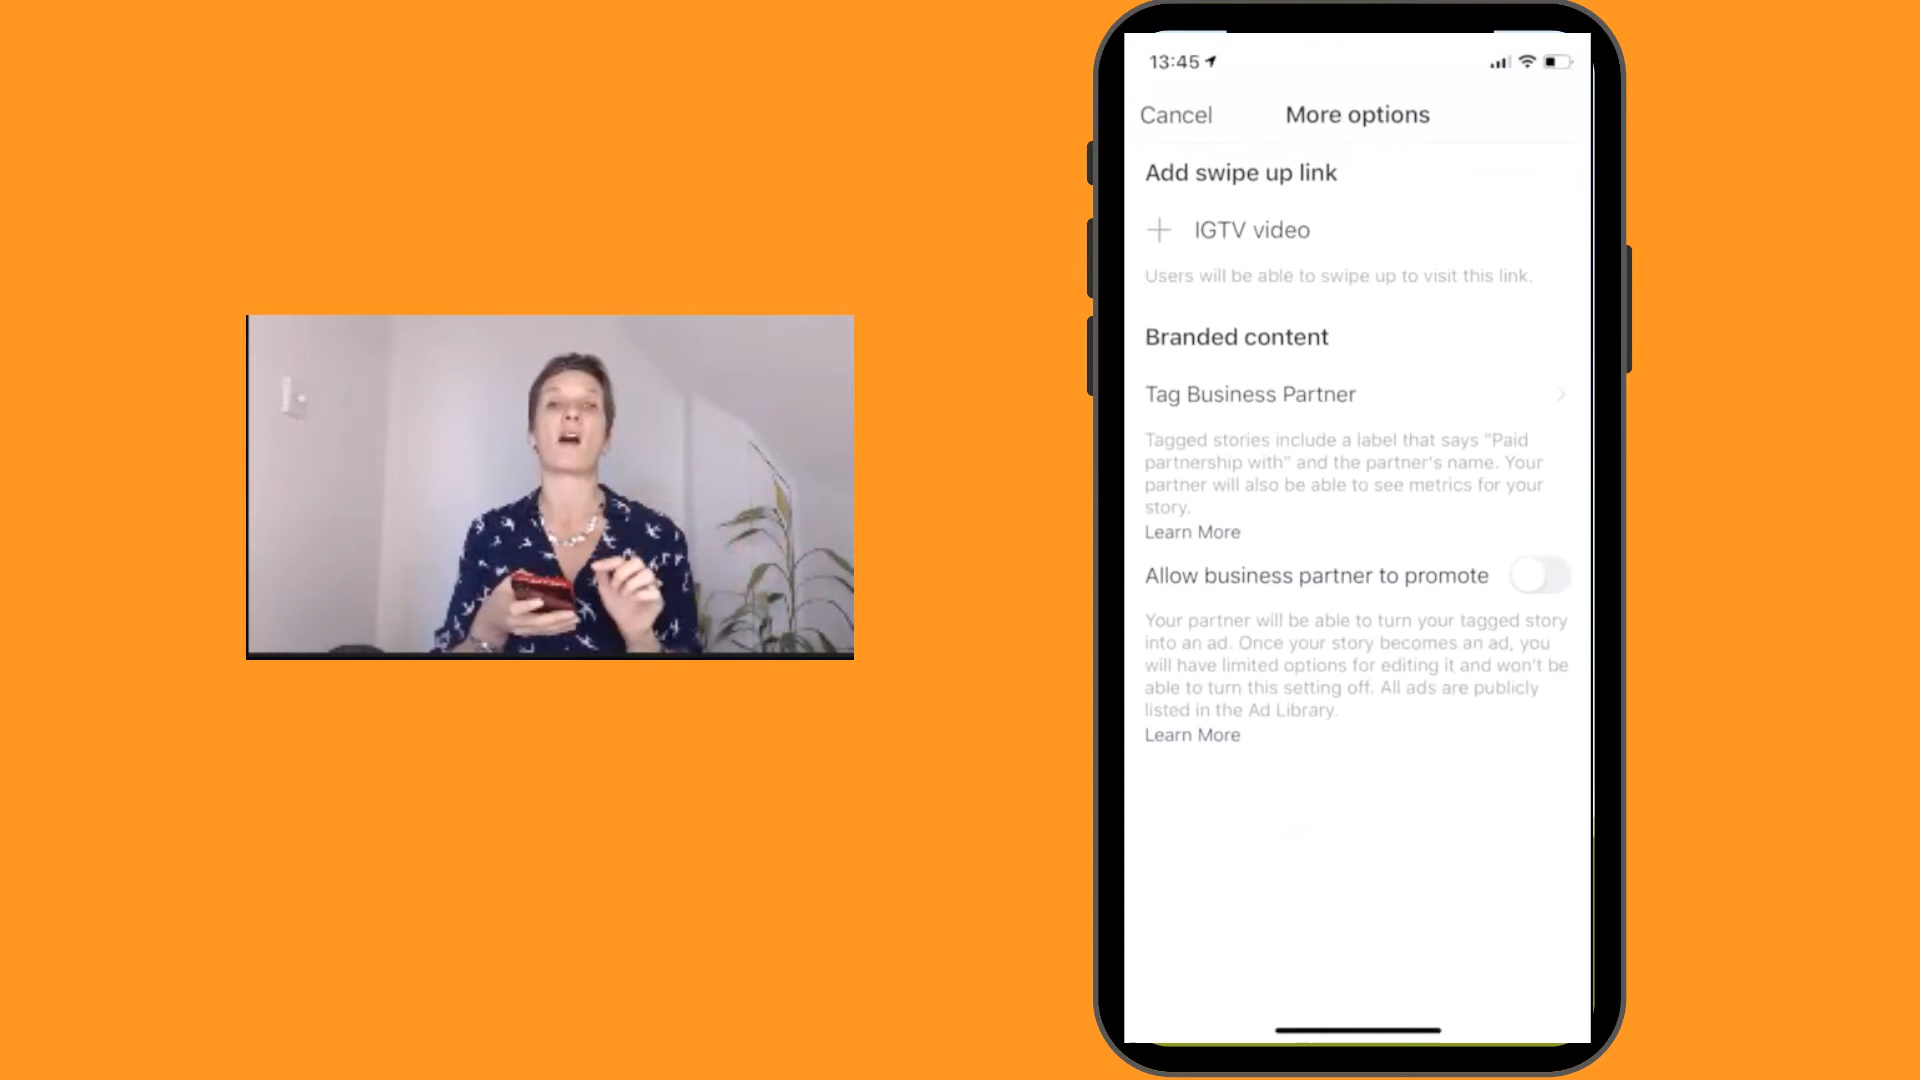 13:45
Cancel
More options
Add swipe up link
IGTV video
Users will be able to swipe up to visit this link.
Branded content
Tag Business Partner
Tagged stories include a label that says "Paid
partnership with" and the partner's name. Your
partner will also be able to see metrics for your
story.
Learn More
Allow business partner to promote
Your partner will be able to turn your tagged story
into an ad. Once your story becomes an ad, you
will have limited options for editing it and won't be
able to turn this setting off. All ads are publicly
listed in the Ad Library.
Learn More